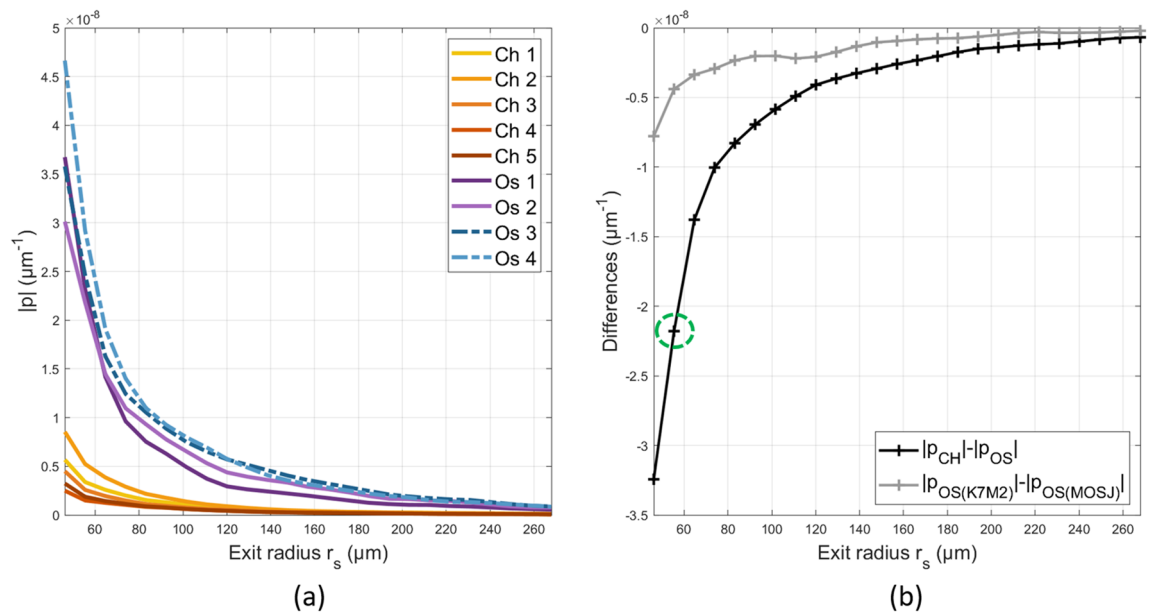 ×10⁻⁸
5
4.5
4
3.5
3
2.5
2
1.5
1
0.5
0
|p| (µm⁻¹)
60 80 100 120 140 160 180 200 220 240 260
Exit radius rₛ (µm)
Ch 1
Ch 2
Ch 3
Ch 4
Ch 5
Os 1
Os 2
Os 3
Os 4
(a)
×10⁻⁸
0
-0.5
-1
-1.5
-2
-2.5
-3
-3.5
Differences (µm⁻¹)
60 80 100 120 140 160 180 200 220 240 260
Exit radius rₛ (µm)
|p_CH|-|p_OS|
|p_OS(K7M2)|-|p_OS(MOSJ)|
(b)